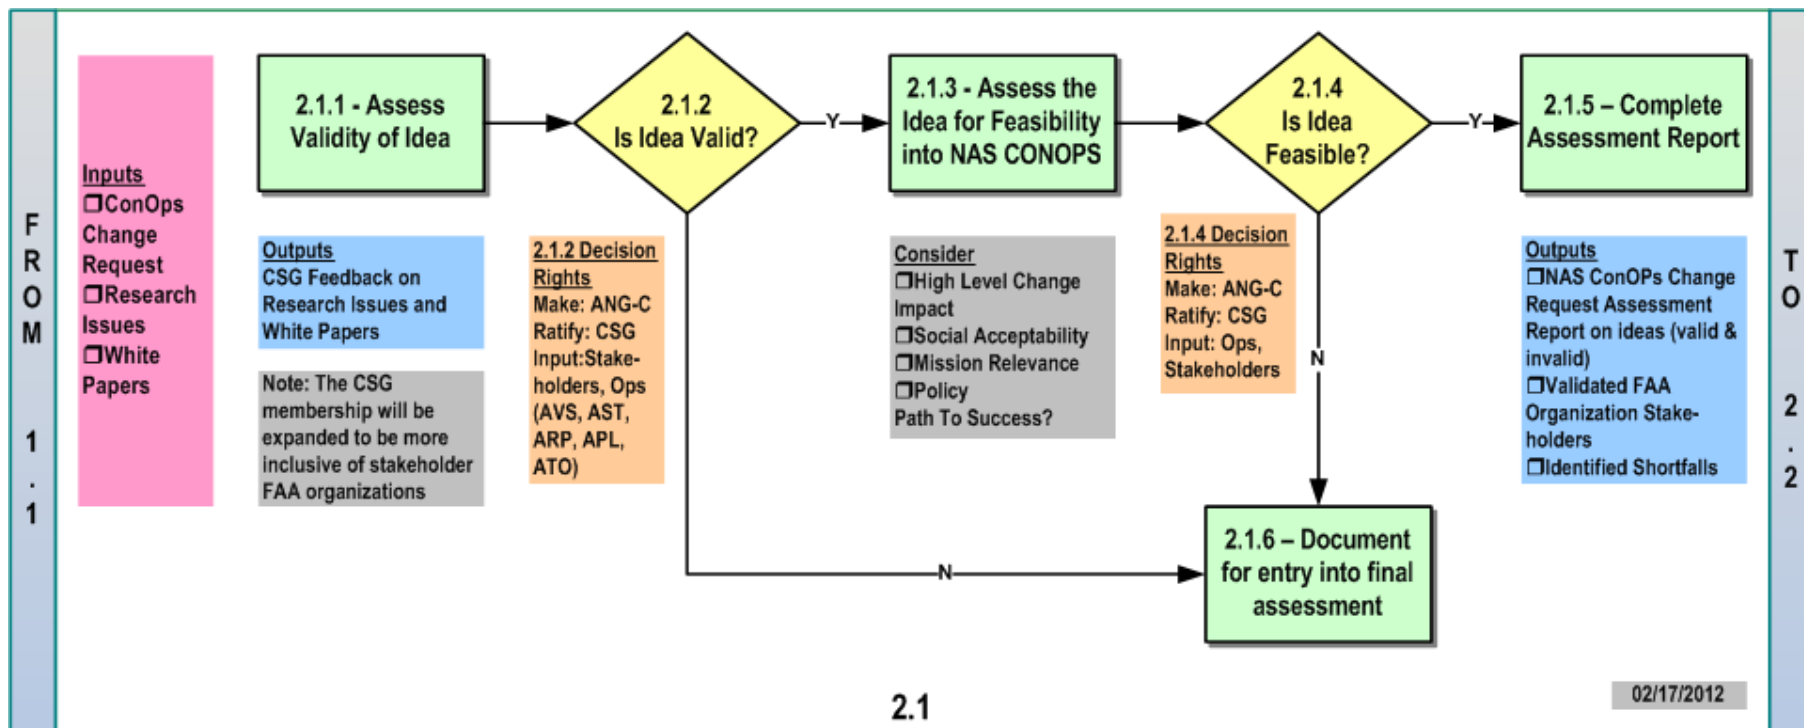 FROM 1.1
Inputs
❒ConOps
Change
Request
❒Research
Issues
❒White
Papers
2.1.1 - Assess
Validity of Idea
Outputs
CSG Feedback on
Research Issues and
White Papers
Note: The CSG
membership will be
expanded to be more
inclusive of stakeholder
FAA organizations
2.1.2
Is Idea Valid?
Y
N
2.1.2 Decision
Rights
Make: ANG-C
Ratify: CSG
Input:Stake-
holders, Ops
(AVS, AST,
ARP, APL,
ATO)
2.1.3 - Assess the
Idea for Feasibility
into NAS CONOPS
Consider
❒High Level Change
Impact
❒Social Acceptability
❒Mission Relevance
❒Policy
Path To Success?
2.1.4
Is Idea
Feasible?
Y
N
2.1.4 Decision
Rights
Make: ANG-C
Ratify: CSG
Input: Ops,
Stakeholders
2.1.5 – Complete
Assessment Report
Outputs
❒NAS ConOPs Change
Request Assessment
Report on ideas (valid &
invalid)
❒Validated FAA
Organization Stake-
holders
❒Identified Shortfalls
2.1.6 – Document
for entry into final
assessment
TO 2.2
2.1
02/17/2012